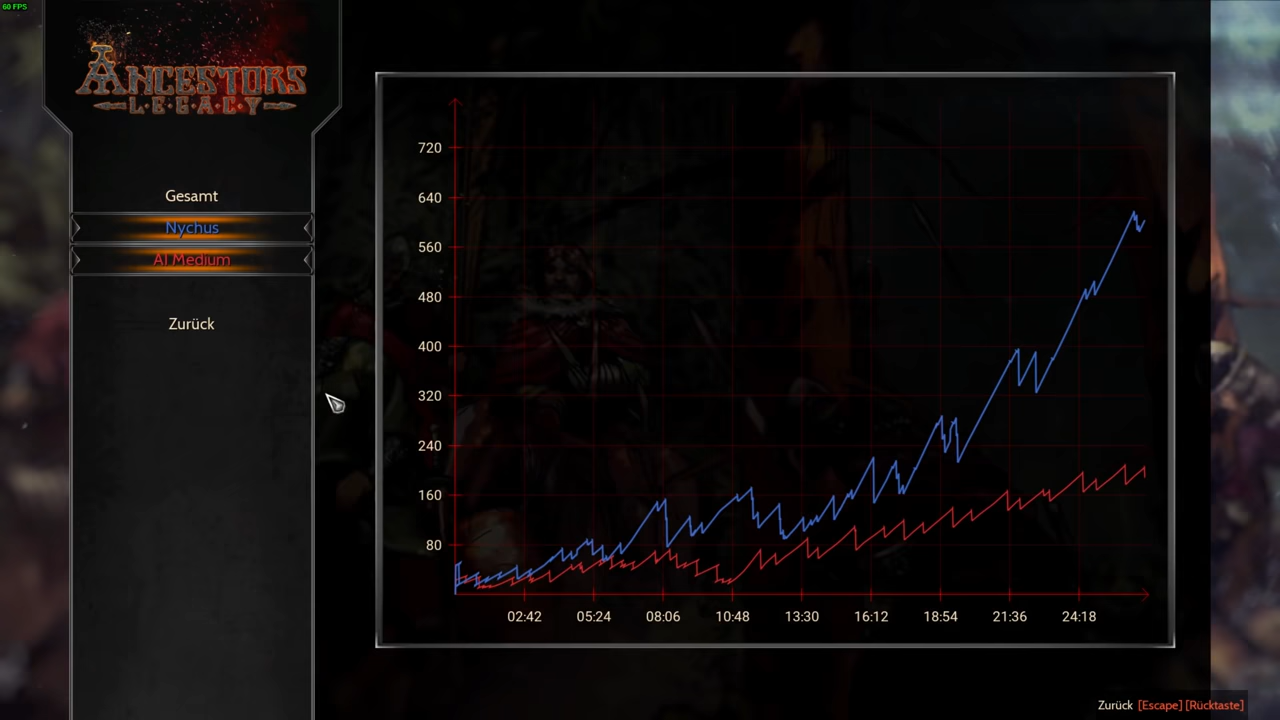 60 FPS
ANCESTORS
LEGACY
Gesamt
Nychus
AI Medium
Zurück
720
640
560
480
400
320
240
160
80
02:42 05:24 08:06 10:48 13:30 16:12 18:54 21:36 24:18
Zurück [Escape] [Rücktaste]